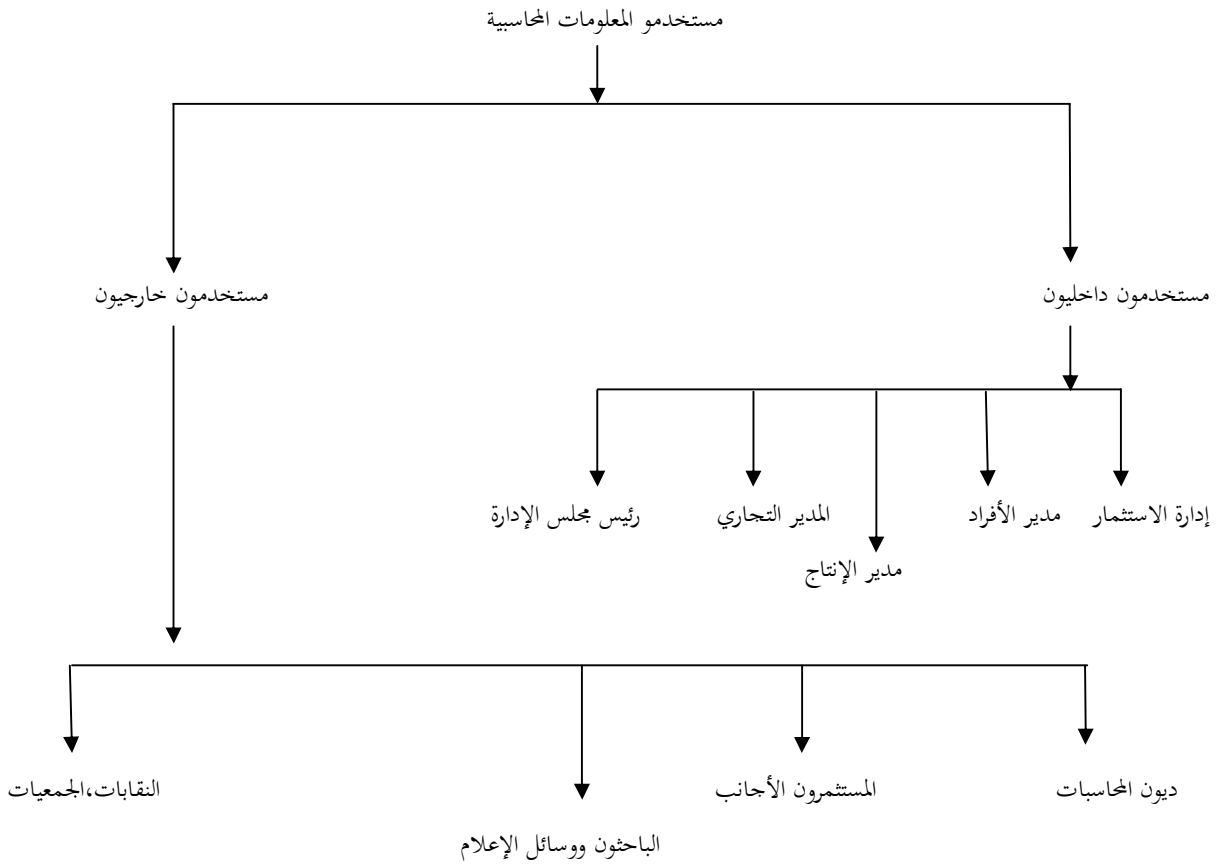 مستخدمو المعلومات المحاسبية
مستخدمون داخليون
مستخدمون خارجيون
إدارة الاستثمار
مدير الأفراد
المدير التجاري
رئيس مجلس الإدارة
مدير الإنتاج
ديون المحاسبات
المستثمرون الأجانب
النقابات،الجمعيات
الباحثون ووسائل الإعلام